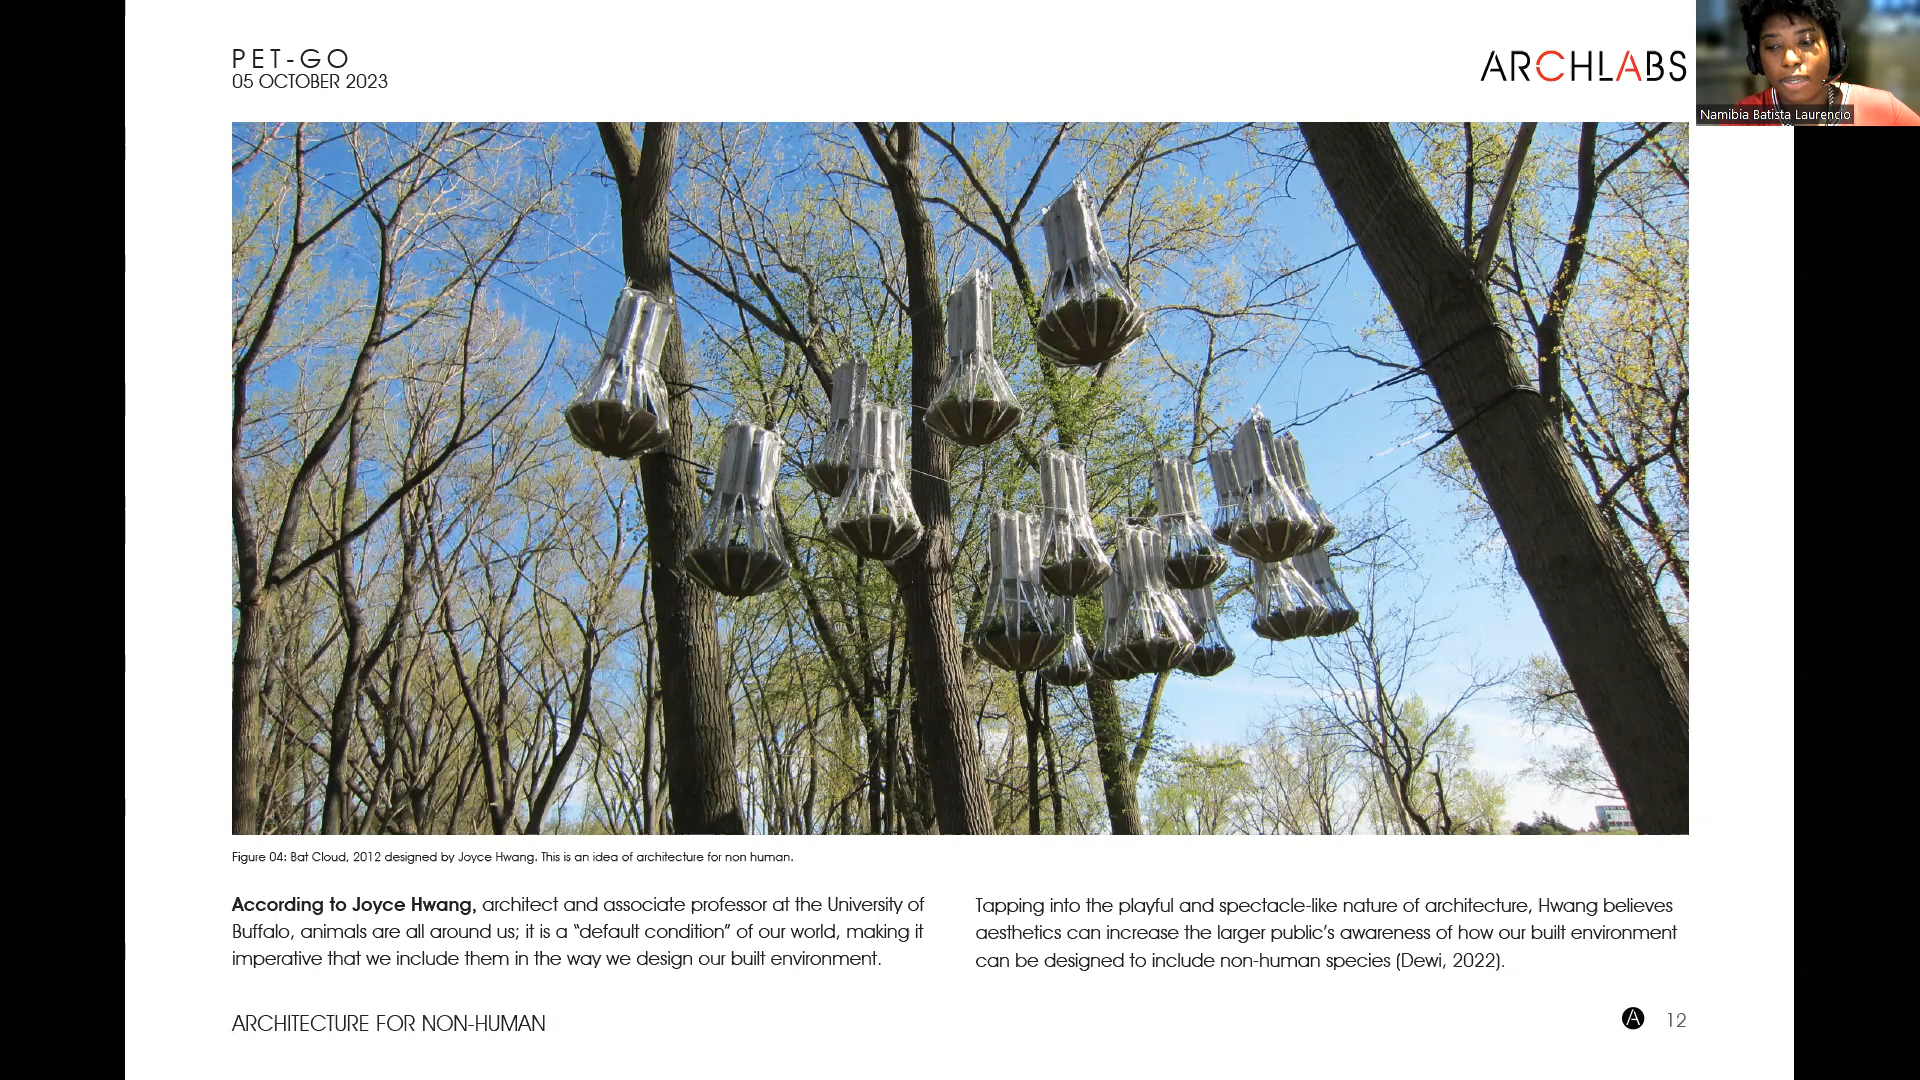 PET-GO
05 OCTOBER 2023
ARCHLABS
Namibia Batista Laurencio
Figure 04: Bat Cloud, 2012 designed by Joyce Hwang. This is an idea of architecture for non human.
According to Joyce Hwang, architect and associate professor at the University of
Buffalo, animals are all around us; it is a “default condition” of our world, making it
imperative that we include them in the way we design our built environment.
Tapping into the playful and spectacle-like nature of architecture, Hwang believes
aesthetics can increase the larger public’s awareness of how our built environment
can be designed to include non-human species (Dewi, 2022).
ARCHITECTURE FOR NON-HUMAN
A 12